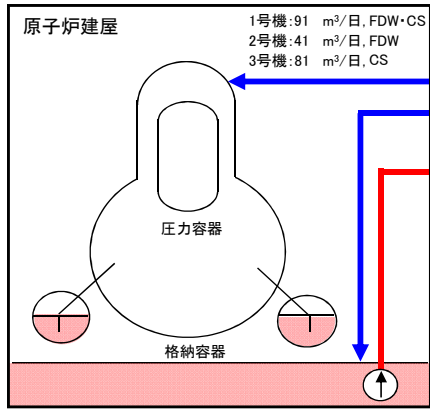 原子炉建屋
1号機:91 m³/日, FDW・CS
2号機:41 m³/日, FDW
3号機:81 m³/日, CS
圧力容器
格納容器